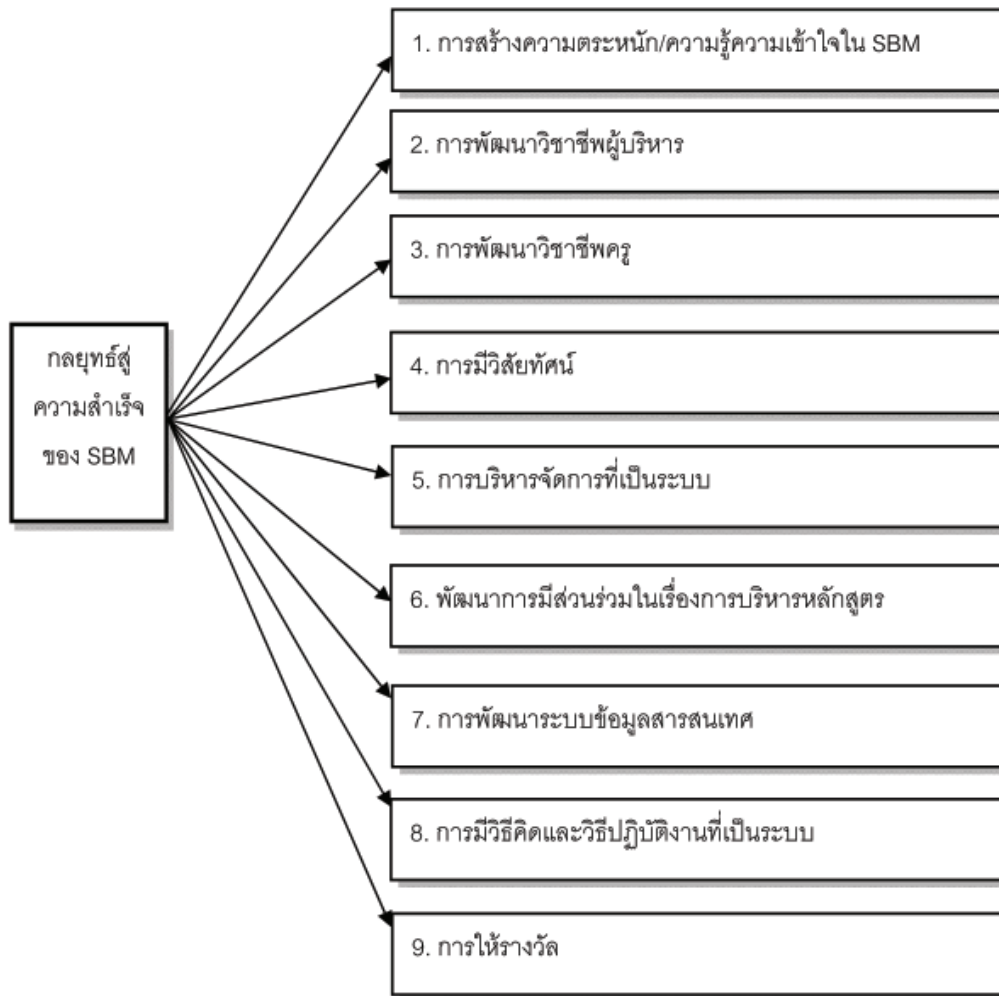 1. การสร้างความตระหนัก/ความรู้ความเข้าใจใน SBM
2. การพัฒนาวิชาชีพผู้บริหาร
3. การพัฒนาวิชาชีพครู
กลยุทธ์สู่
ความสำเร็จ
ของ SBM
4. การมีวิสัยทัศน์
5. การบริหารจัดการที่เป็นระบบ
6. พัฒนาการมีส่วนร่วมในเรื่องการบริหารหลักสูตร
7. การพัฒนาระบบข้อมูลสารสนเทศ
8. การมีวิธีคิดและวิธีปฏิบัติงานที่เป็นระบบ
9. การให้รางวัล